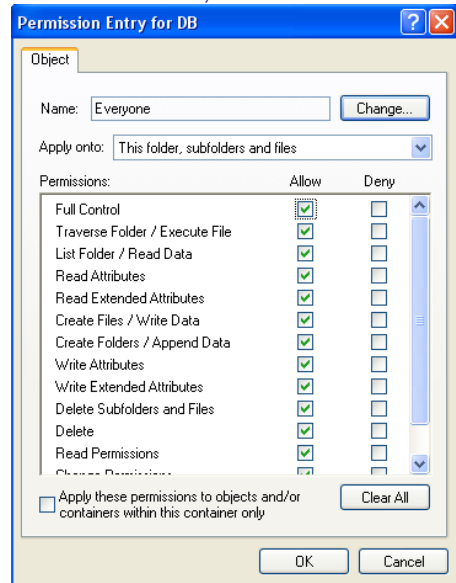 Permission Entry for DB
Object
Name: Everyone Change...
Apply onto: This folder, subfolders and files
Permissions: Allow Deny
Full Control
Traverse Folder / Execute File
List Folder / Read Data
Read Attributes
Read Extended Attributes
Create Files / Write Data
Create Folders / Append Data
Write Attributes
Write Extended Attributes
Delete Subfolders and Files
Delete
Read Permissions
Change Permissions
Apply these permissions to objects and/or Clear All
containers within this container only
OK Cancel